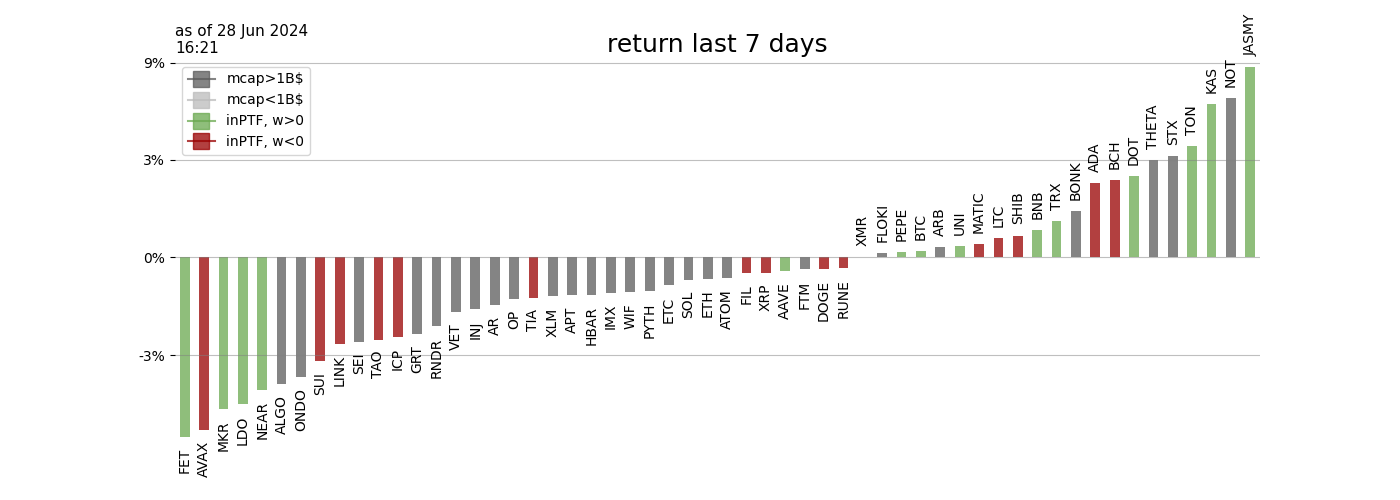 as of 28 Jun 2024
16:21
return last 7 days
9%
3%
0%
-3%
mcap>1B$
mcap<1B$
inPTF, w>0
inPTF, w<0
FET
AVAX
MKR
LDO
NEAR
ALGO
ONDO
SUI
LINK
SEI
TAO
ICP
GRT
RNDR
VET
INJ
AR
OP
TIA
XLM
APT
HBAR
IMX
WIF
PYTH
ETC
SOL
ETH
ATOM
FIL
XRP
AAVE
FTM
DOGE
RUNE
XMR
FLOKI
PEPE
BTC
ARB
UNI
MATIC
LTC
SHIB
BNB
TRX
BONK
ADA
BCH
DOT
THETA
STX
TON
KAS
NOT
JASMY